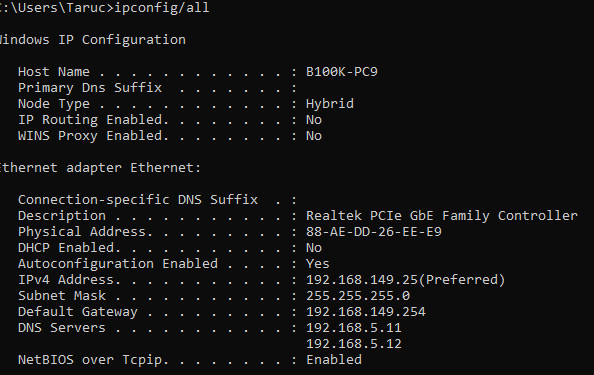 C:\Users\Taruc>ipconfig/all
Windows IP Configuration
Host Name . . . . . . . . . . . . : B100K-PC9
Primary Dns Suffix  . . . . . . . :
Node Type . . . . . . . . . . . . : Hybrid
IP Routing Enabled. . . . . . . . : No
WINS Proxy Enabled. . . . . . . . : No
Ethernet adapter Ethernet:
Connection-specific DNS Suffix  . :
Description . . . . . . . . . . . : Realtek PCIe GbE Family Controller
Physical Address. . . . . . . . . : 88-AE-DD-26-EE-E9
DHCP Enabled. . . . . . . . . . . : No
Autoconfiguration Enabled . . . . : Yes
IPv4 Address. . . . . . . . . . . : 192.168.149.25(Preferred)
Subnet Mask . . . . . . . . . . . : 255.255.255.0
Default Gateway . . . . . . . . . : 192.168.149.254
DNS Servers . . . . . . . . . . . : 192.168.5.11
192.168.5.12
NetBIOS over Tcpip. . . . . . . . : Enabled